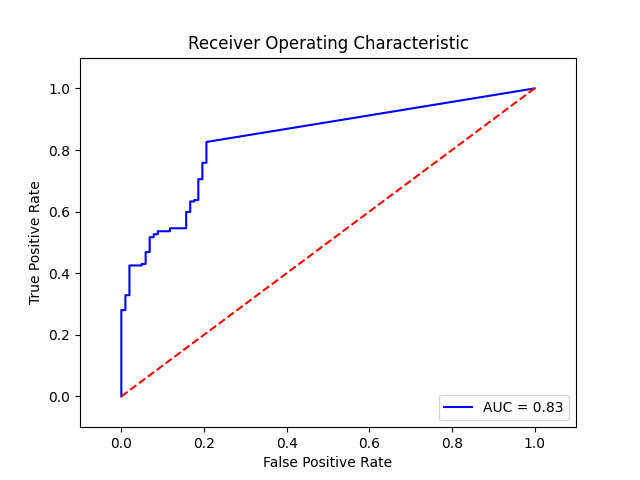 Receiver Operating Characteristic
True Positive Rate
1.0
0.8
0.6
0.4
0.2
0.0
0.0 0.2 0.4 0.6 0.8 1.0
False Positive Rate
AUC = 0.83